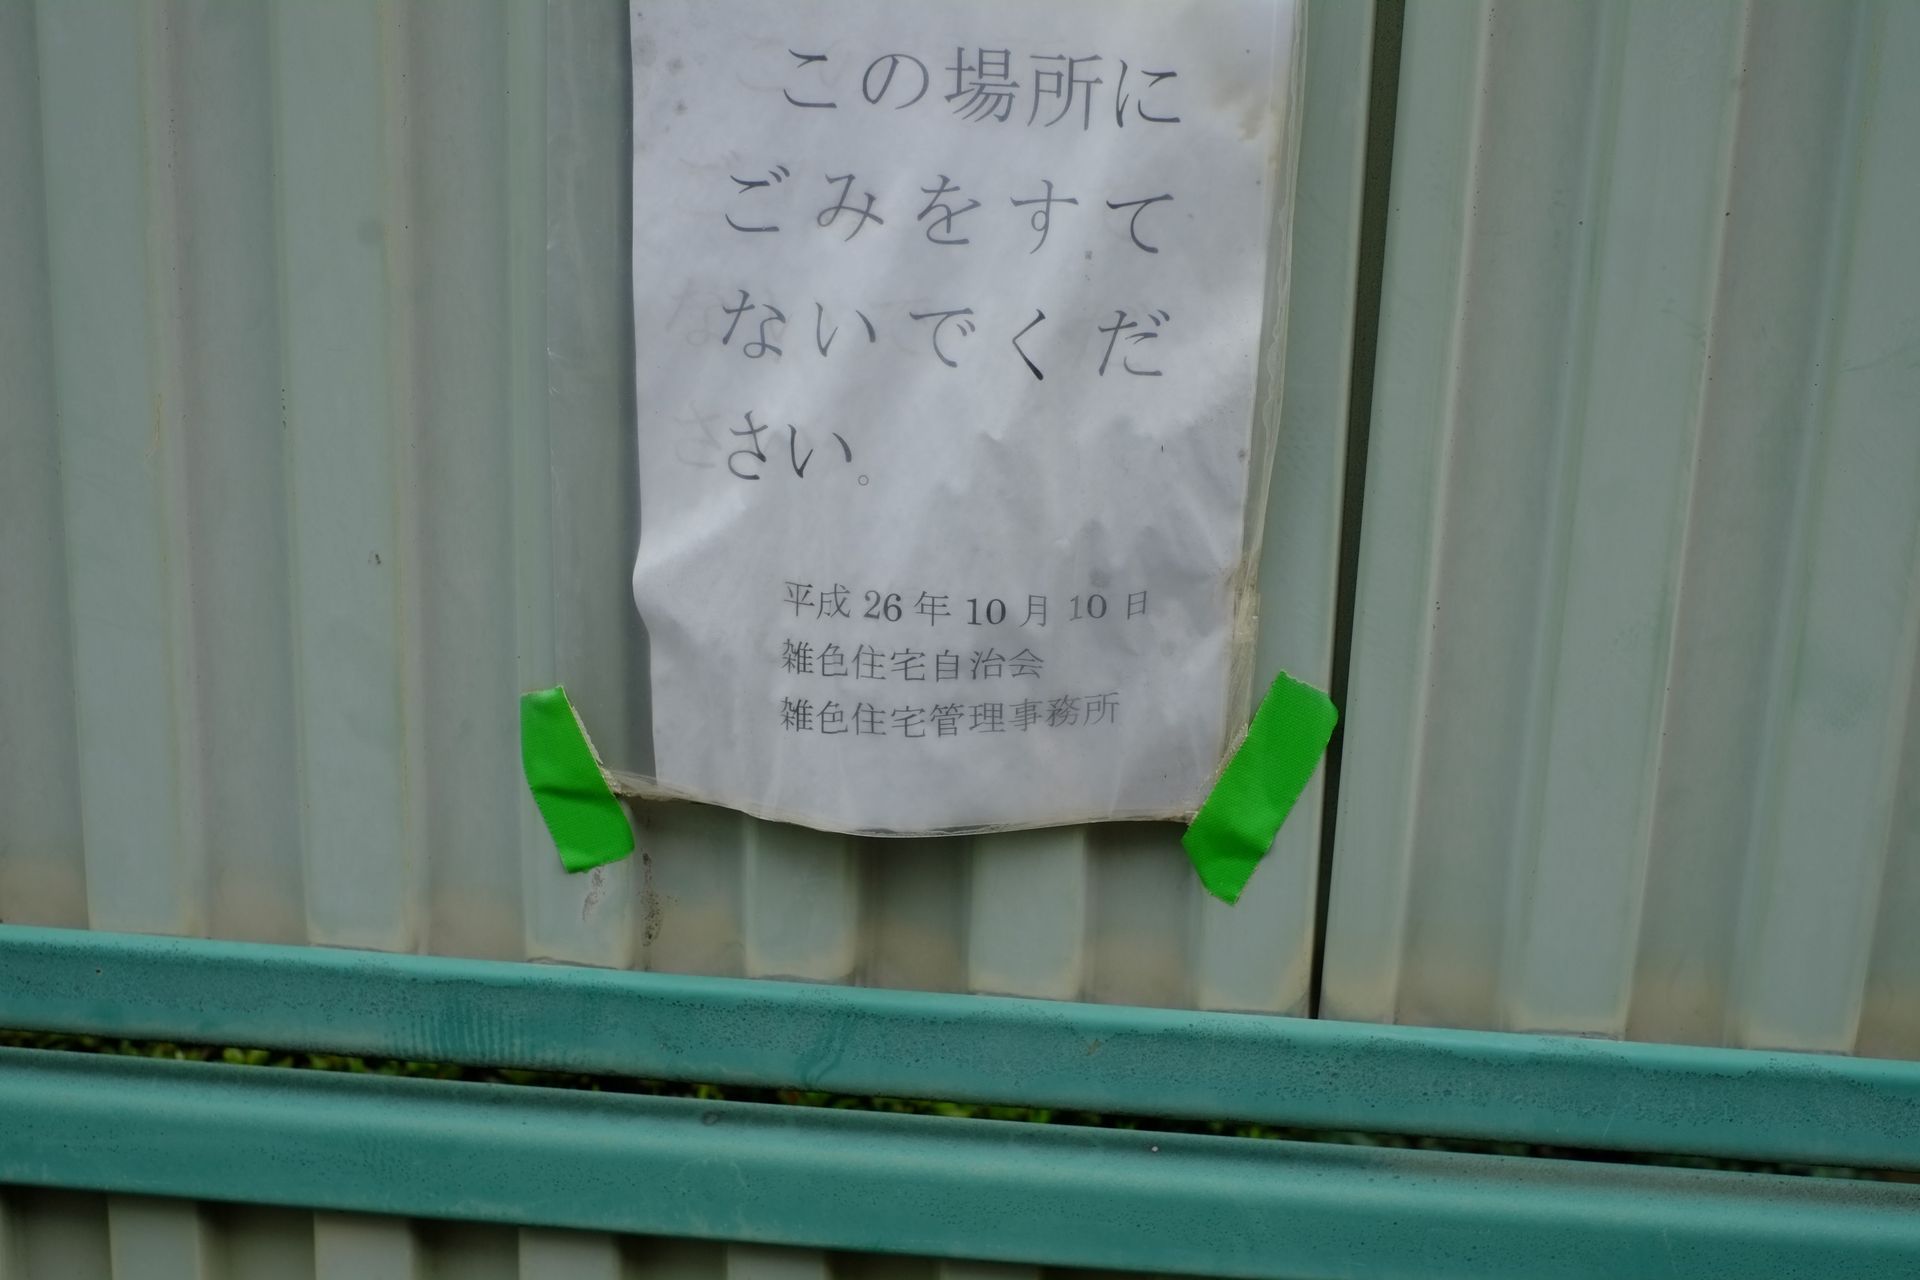 この場所に
ごみをすて
ないでくだ
さい。
平成 26 年 10 月 10 日
雑色住宅自治会
雑色住宅管理事務所